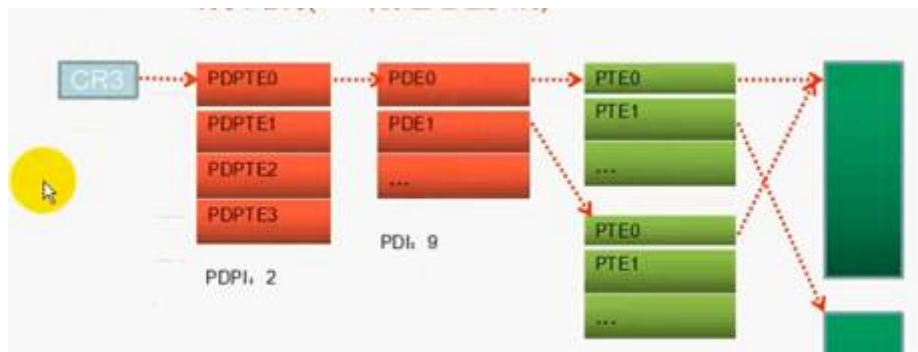 CR3
PDPTE0
PDPTE1
PDPTE2
PDPTE3
PDPI：2
PDE0
PDE1
...
PDI：9
PTE0
PTE1
...
PTE0
PTE1
...